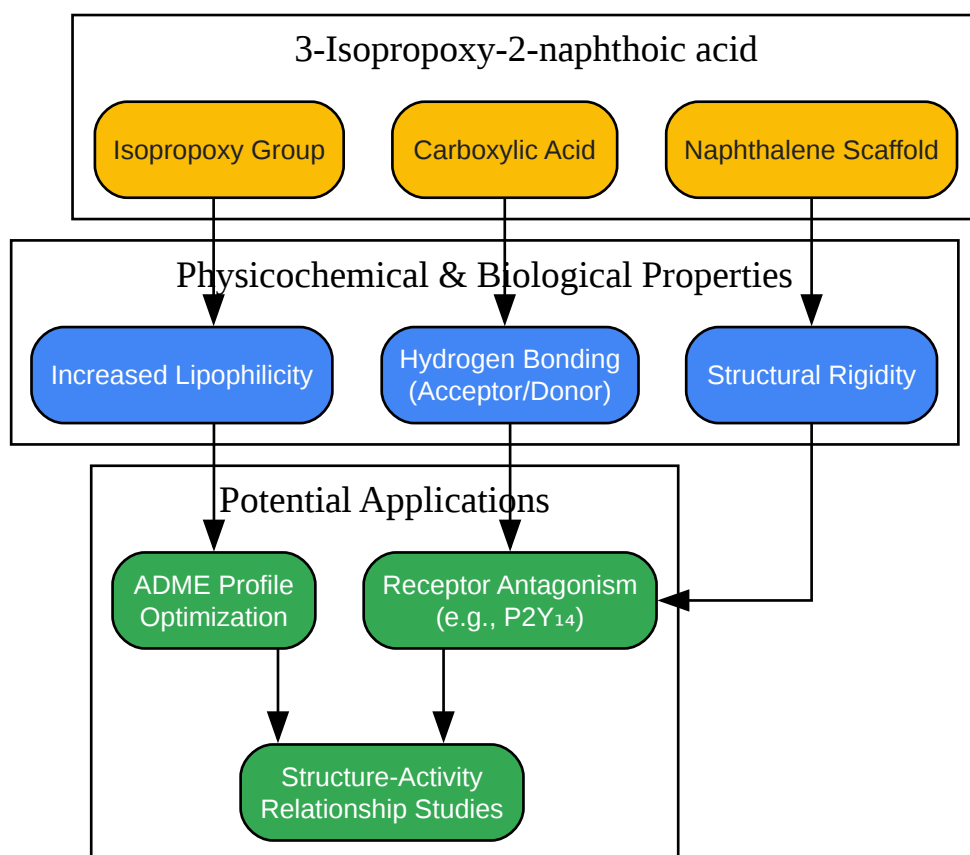 3-Isopropoxy-2-naphthoic acid
Isopropoxy Group
Carboxylic Acid
Naphthalene Scaffold
Physicochemical & Biological Properties
Increased Lipophilicity
Hydrogen Bonding
(Acceptor/Donor)
Structural Rigidity
Potential Applications
ADME Profile
Optimization
Receptor Antagonism
(e.g., P2Y₁₄)
Structure-Activity
Relationship Studies